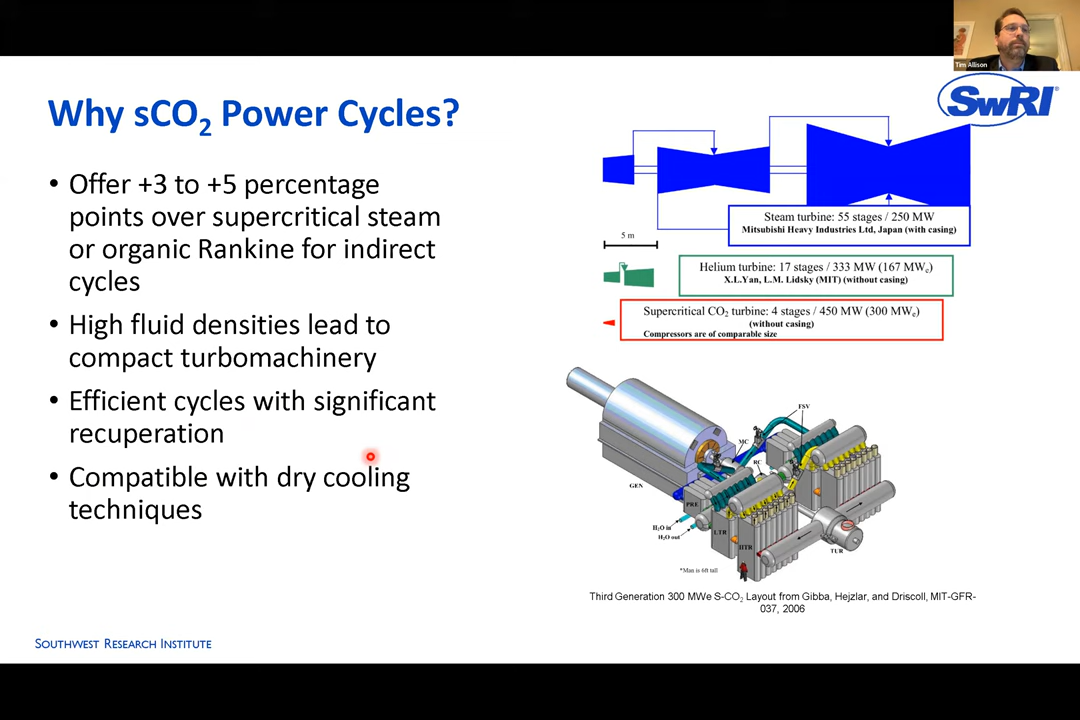 Tim Allison
SwRI®
Why sCO₂ Power Cycles?
• Offer +3 to +5 percentage
points over supercritical steam
or organic Rankine for indirect
cycles
• High fluid densities lead to
compact turbomachinery
• Efficient cycles with significant
recuperation
• Compatible with dry cooling
techniques
Steam turbine: 55 stages / 250 MW
Mitsubishi Heavy Industries Ltd, Japan (with casing)
5 m
Helium turbine: 17 stages / 333 MW (167 MWₑ)
X.L.Yan, L.M. Lidsky (MIT) (without casing)
Supercritical CO₂ turbine: 4 stages / 450 MW (300 MWₑ)
(without casing)
Compressors are of comparable size
FSV
MC
RC
GEN
PRE
H₂O in
H₂O out
LTR
HTR
TUR
*Man is 6ft tall
Third Generation 300 MWe S-CO₂ Layout from Gibba, Hejzlar, and Driscoll, MIT-GFR-
037, 2006
SOUTHWEST RESEARCH INSTITUTE